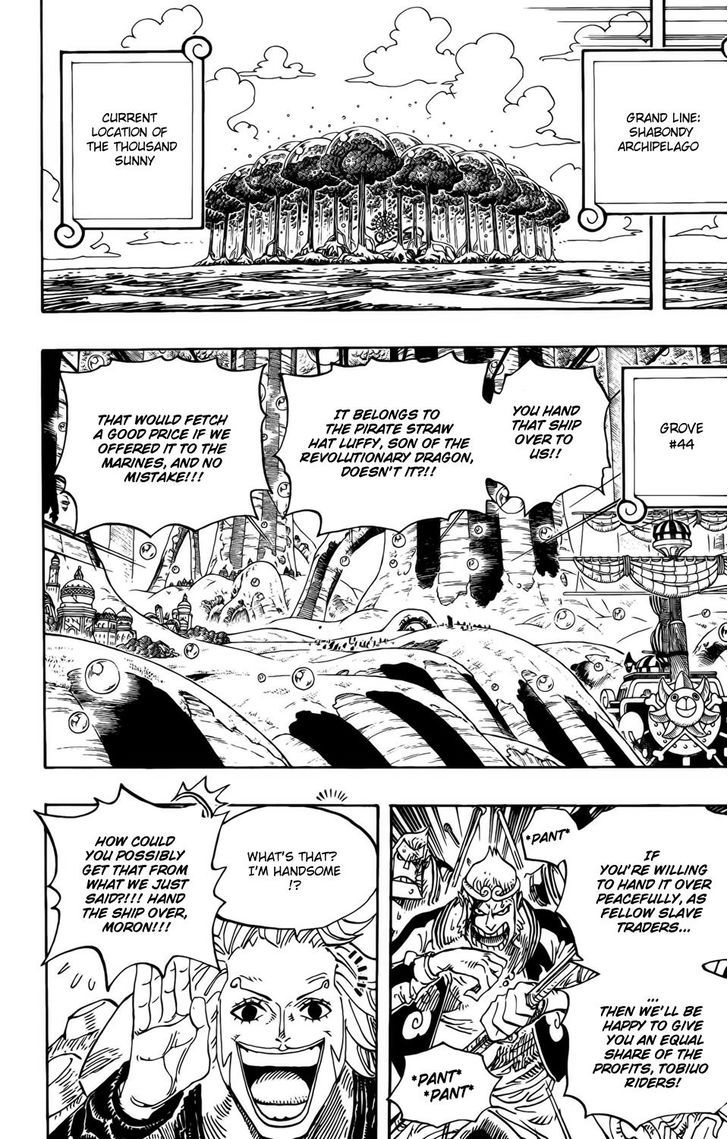 GRAND LINE:
SHABONDY
ARCHIPELAGO
CURRENT
LOCATION OF
THE THOUSAND
SUNNY
GROVE
#44
YOU HAND
THAT SHIP
OVER TO
US!!
IT BELONGS TO
THE PIRATE STRAW
HAT LUFFY, SON OF THE
REVOLUTIONARY DRAGON,
DOESN'T IT?!!
THAT WOULD FETCH
A GOOD PRICE IF WE
OFFERED IT TO THE
MARINES, AND NO
MISTAKE!!!
IF
YOU'RE WILLING
TO HAND IT OVER
PEACEFULLY, AS
FELLOW SLAVE
TRADERS...
*PANT*
...
THEN WE'LL BE
HAPPY TO GIVE
YOU AN EQUAL
SHARE OF THE
PROFITS, TOBIUO
RIDERS!
*PANT*
*PANT*
WHAT'S THAT?
I'M HANDSOME
!?
HOW COULD
YOU POSSIBLY
GET THAT FROM
WHAT WE JUST
SAID?!!! HAND
THE SHIP OVER,
MORON!!!